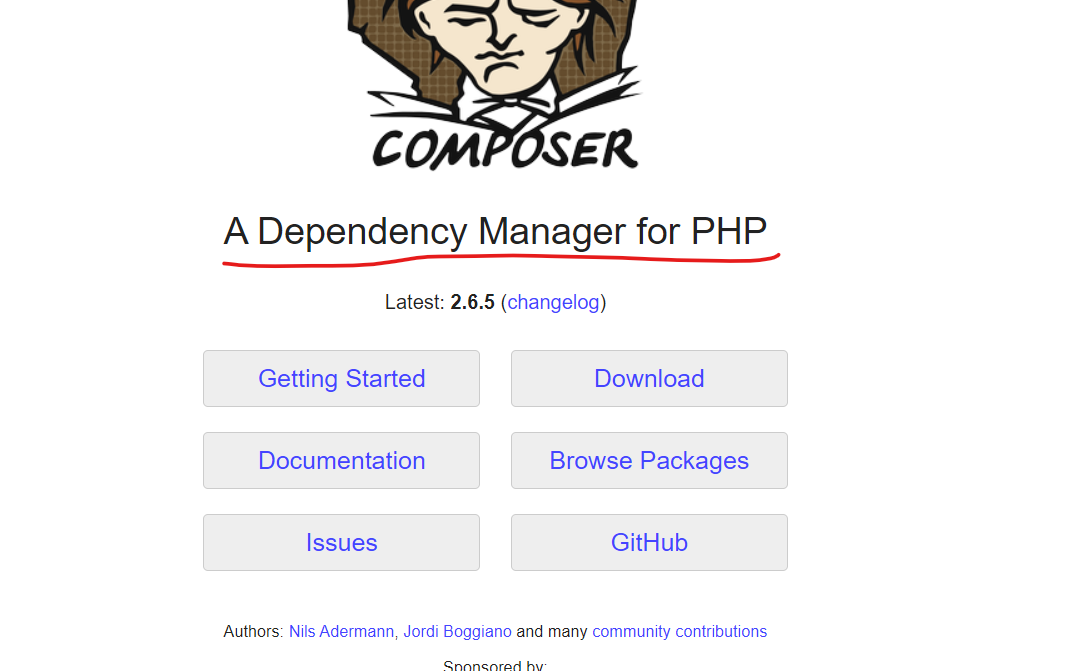 COMPOSER
A Dependency Manager for PHP
Latest: 2.6.5 (changelog)
Getting Started
Download
Documentation
Browse Packages
Issues
GitHub
Authors: Nils Adermann, Jordi Boggiano and many community contributions
Sponsored by: